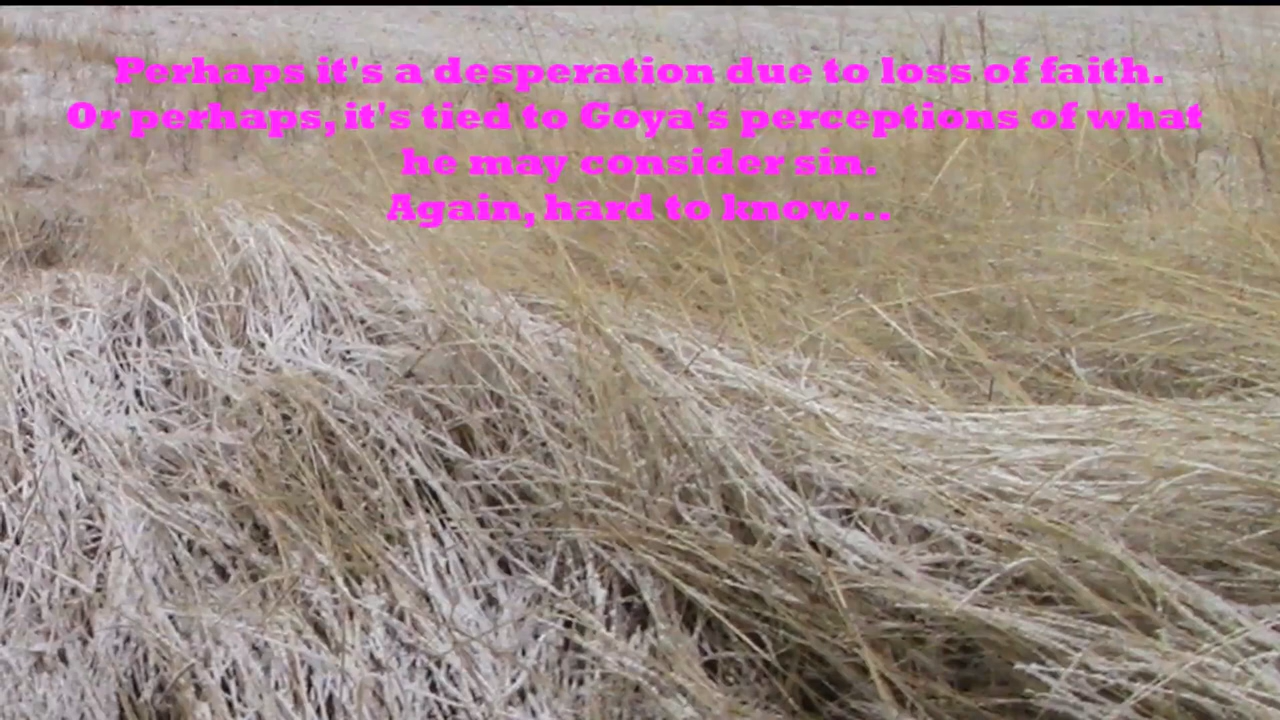 Perhaps it's a desperation due to loss of faith.
Or perhaps, it's tied to Goya's perceptions of what
he may consider sin.
Again, hard to know...